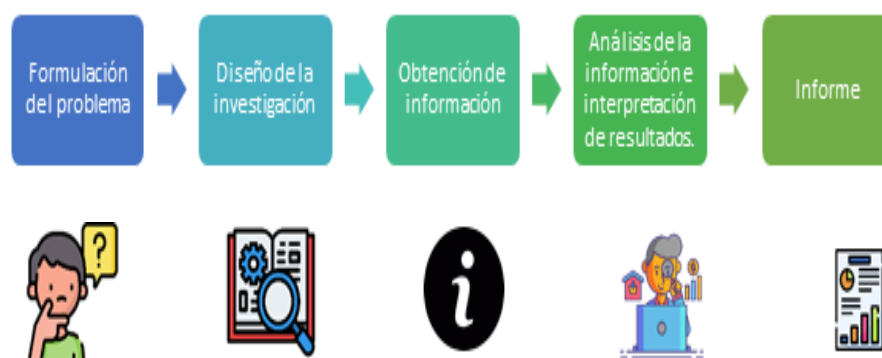 Formulación
del problema
Diseño de la
investigación
Obtención de
información
Análisis de la
información e
interpretación
de resultados.
Informe
?
i